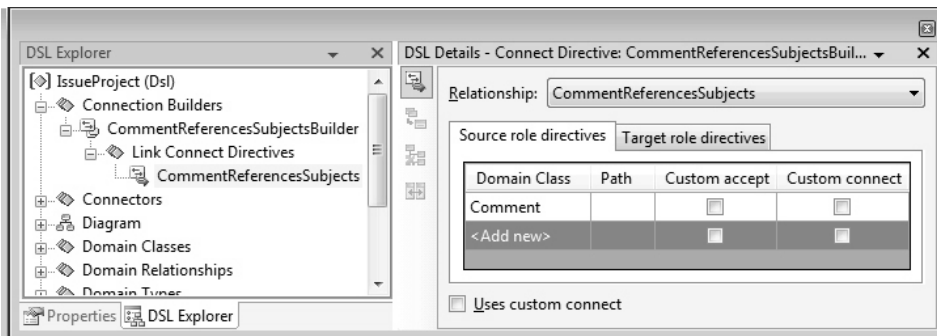 DSL Explorer
[◊] IssueProject (Dsl)
Connection Builders
CommentReferencesSubjectsBuilder
Link Connect Directives
CommentReferencesSubjects
Connectors
Diagram
Domain Classes
Domain Relationships
Domain Types
Properties DSL Explorer
DSL Details - Connect Directive: CommentReferencesSubjectsBuil...
Relationship: CommentReferencesSubjects
Source role directives Target role directives
Domain Class Path Custom accept Custom connect
Comment
<Add new>
Uses custom connect